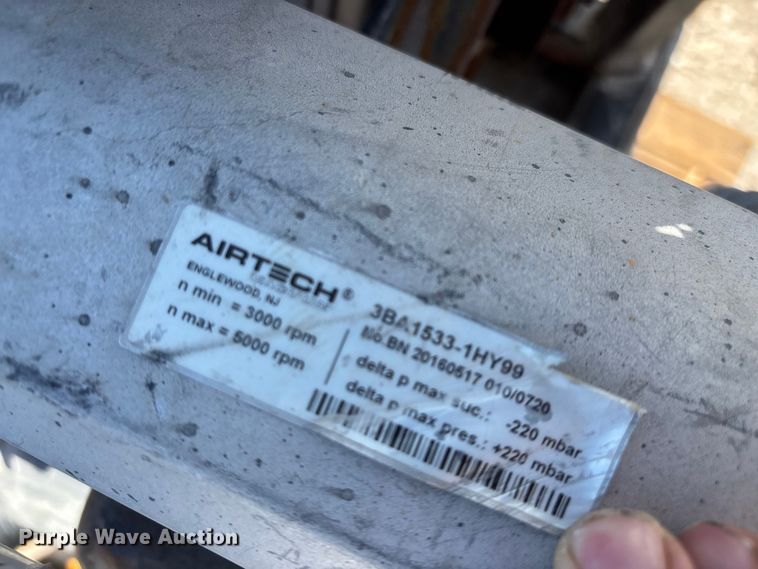 AIRTECH®
ENGLEWOOD, NJ
n min = 3000 rpm
n max = 5000 rpm
3BA1533-1HY99
Mo.BN 20160517 010/0720
delta p max suc.: -220 mbar
delta p max pres.: +220 mbar
Purple Wave Auction